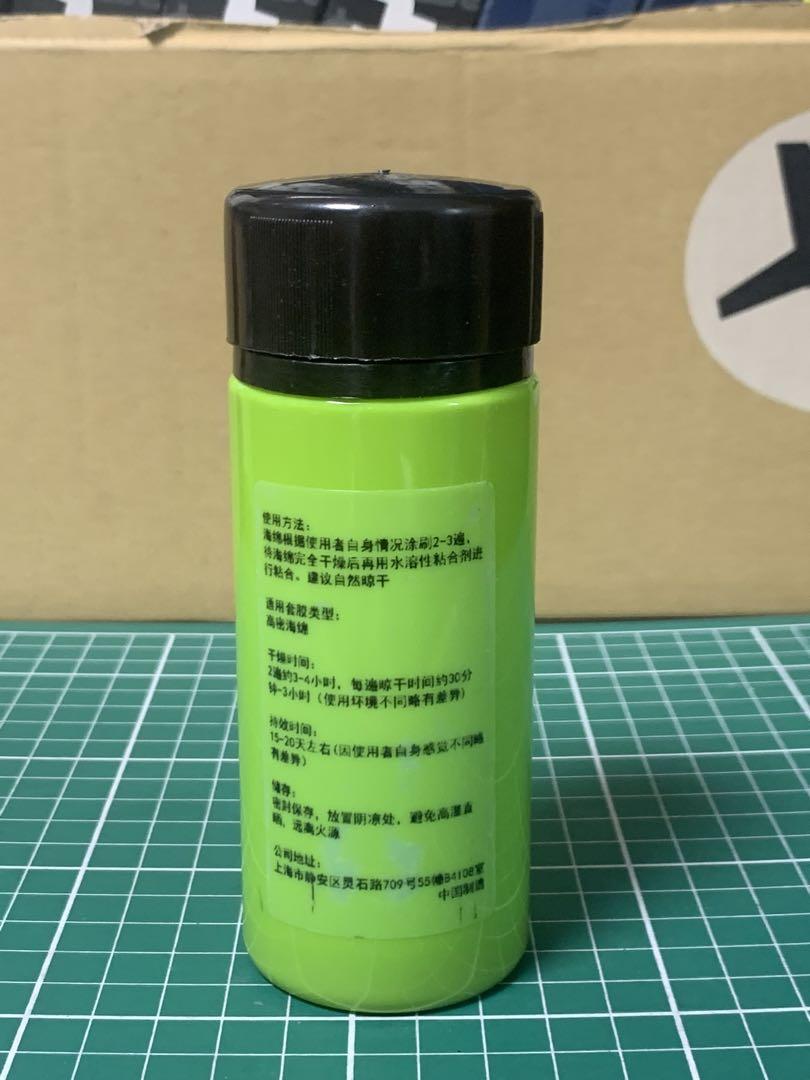 使用方法：
海绵根据使用者自身情况涂刷2-3遍，
待海绵完全干燥后再用水溶性粘合剂进
行粘合。建议自然晾干
通用套胶类型：
高密海绵
干燥时间：
2遍约3-4小时，每遍晾干时间约30分
钟-3小时（使用环境不同略有差异）
持效时间：
15-20天左右（因使用者自身感觉不同略
有差异）
储存：
密封保存，放置阴凉处，避免高温直
晒，远离火源
公司地址：
上海市静安区灵石路709号55幢B410B室
中国制造